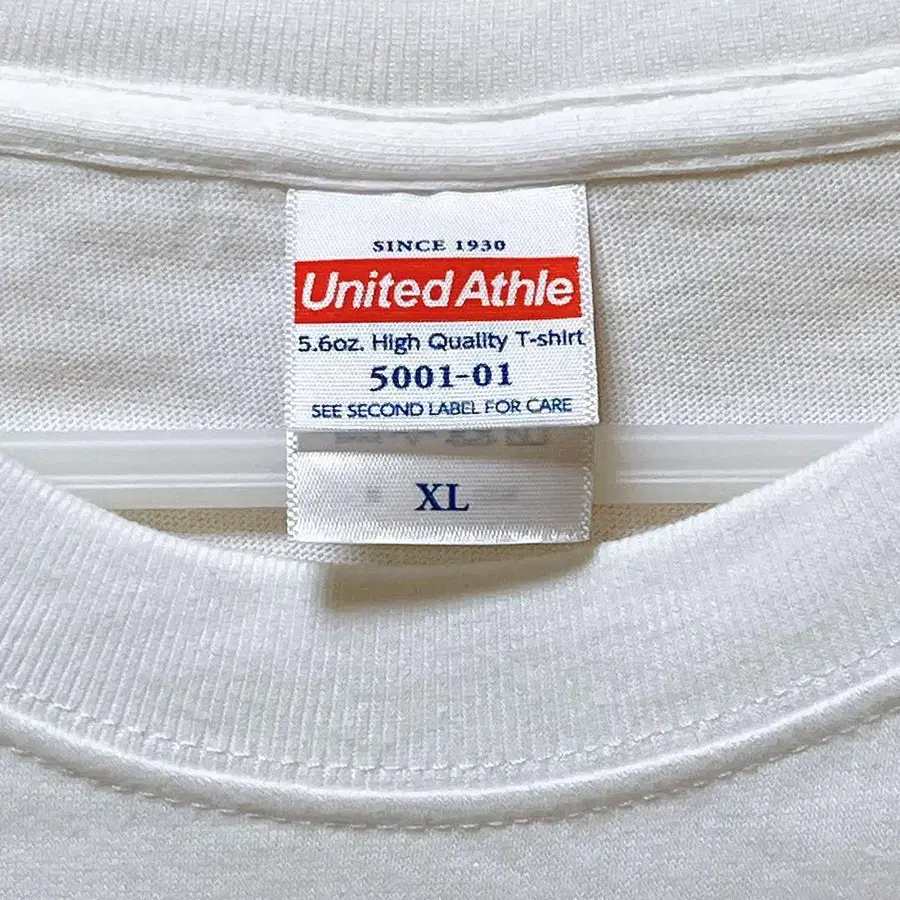 SINCE 1930
United Athle
5.6oz. High Quality T-shirt
5001-01
SEE SECOND LABEL FOR CARE
XL